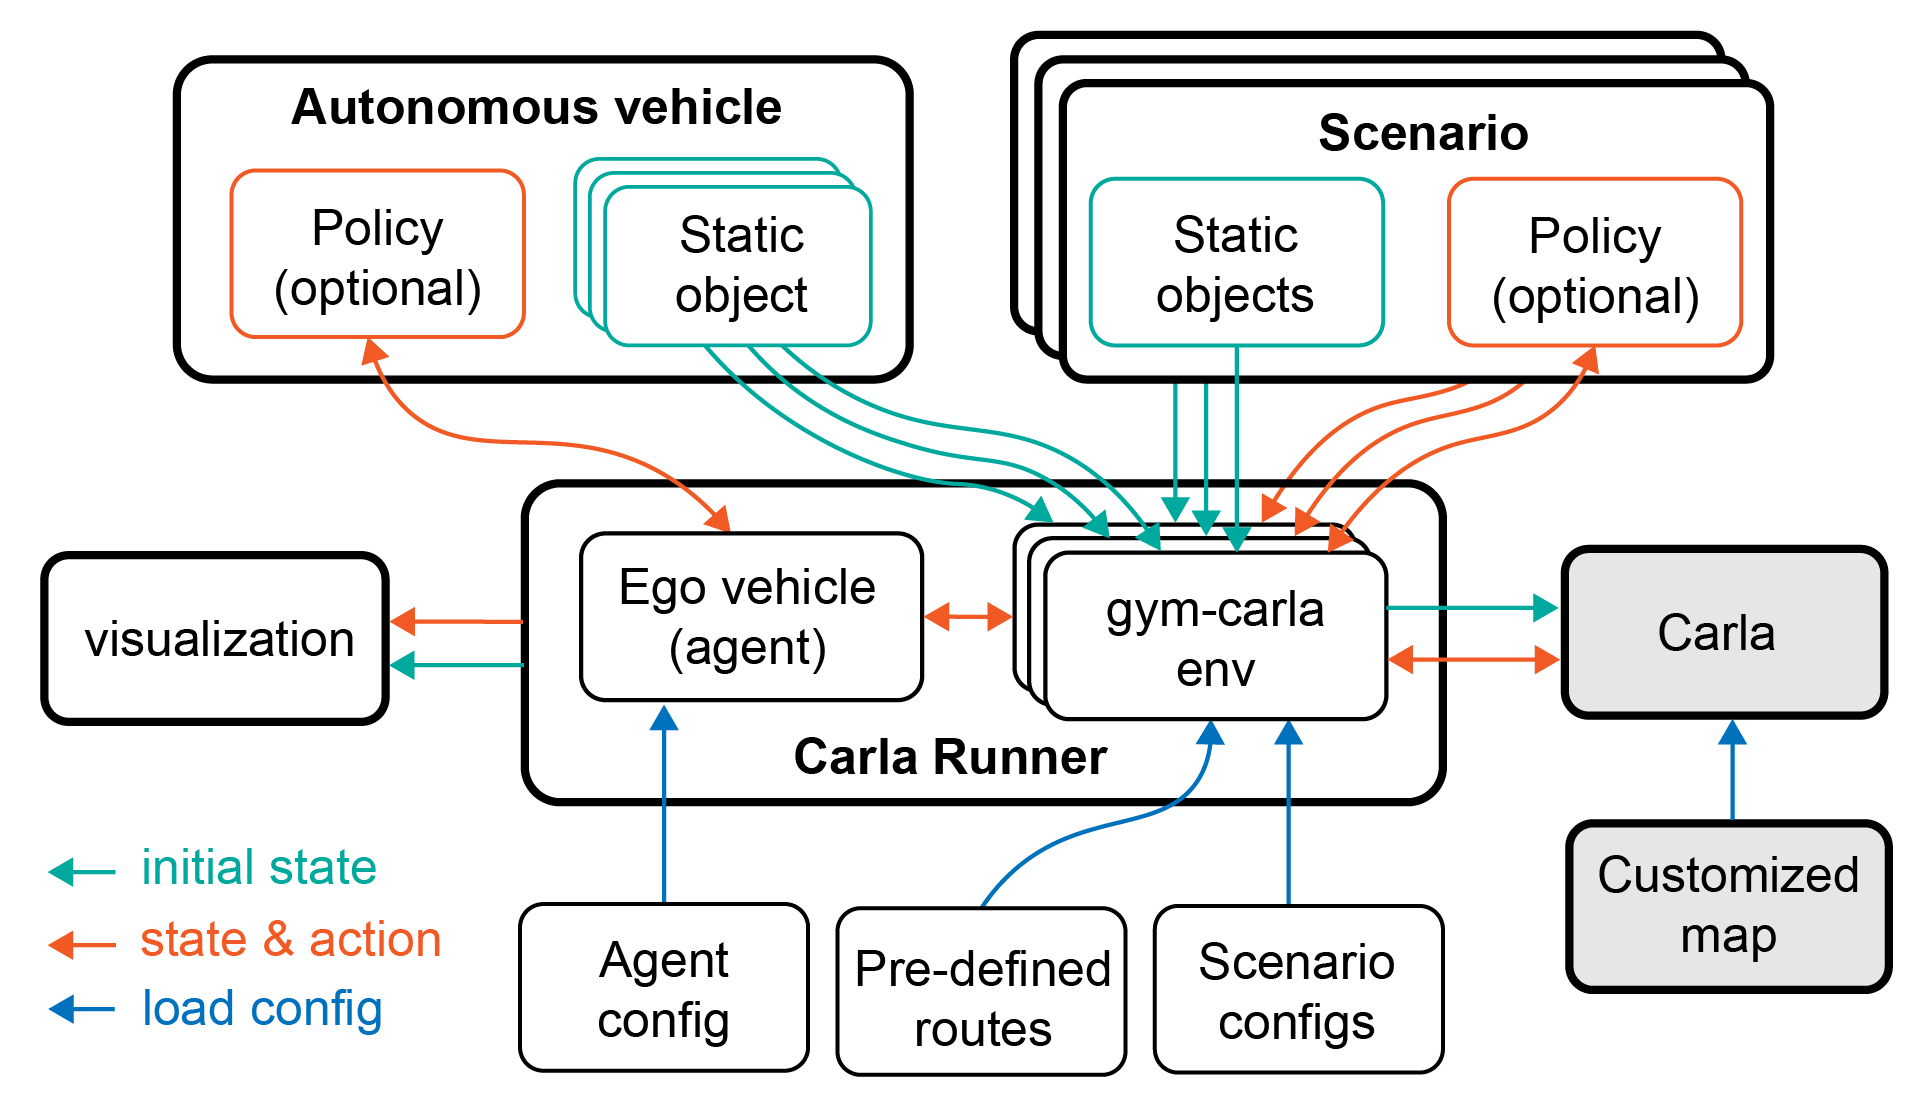 Autonomous vehicle
Policy
(optional)
Static
object
Scenario
Static
objects
Policy
(optional)
visualization
Ego vehicle
(agent)
gym-carla
env
Carla Runner
Carla
Customized
map
initial state
state & action
load config
Agent
config
Pre-defined
routes
Scenario
configs